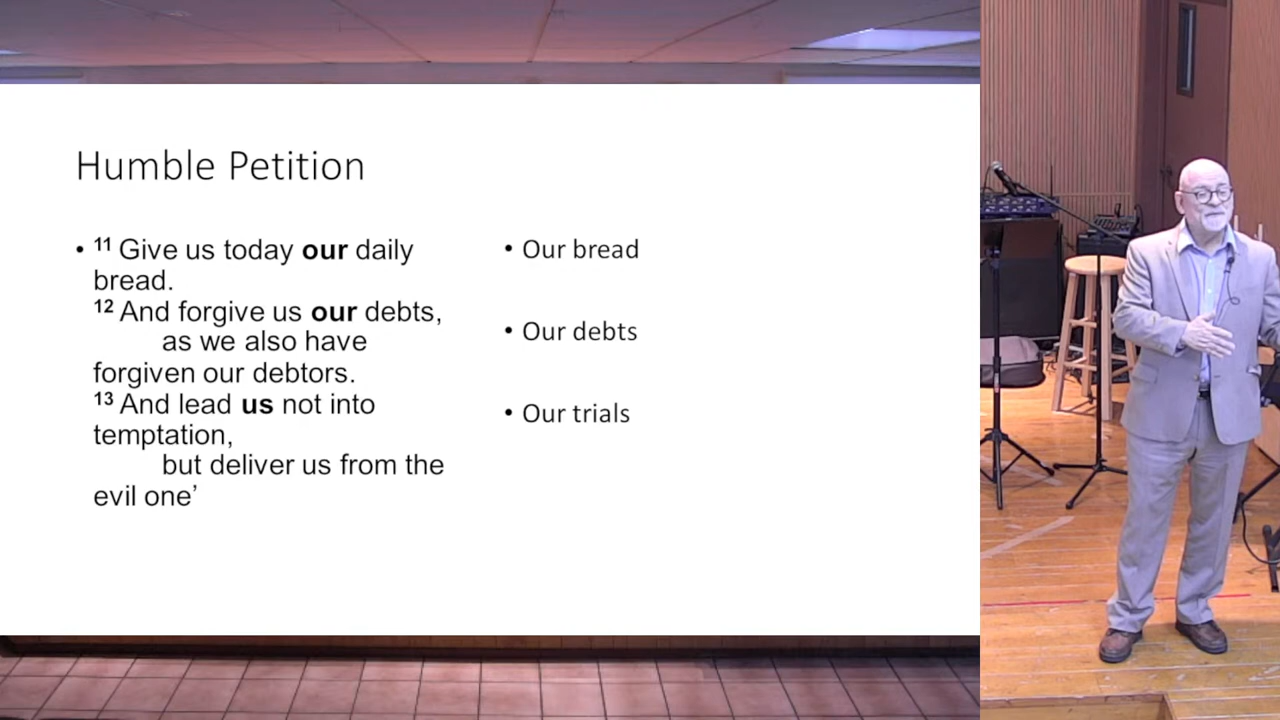 Humble Petition
• ¹¹ Give us today our daily
bread.
¹² And forgive us our debts,
as we also have
forgiven our debtors.
¹³ And lead us not into
temptation,
but deliver us from the
evil one’
• Our bread
• Our debts
• Our trials